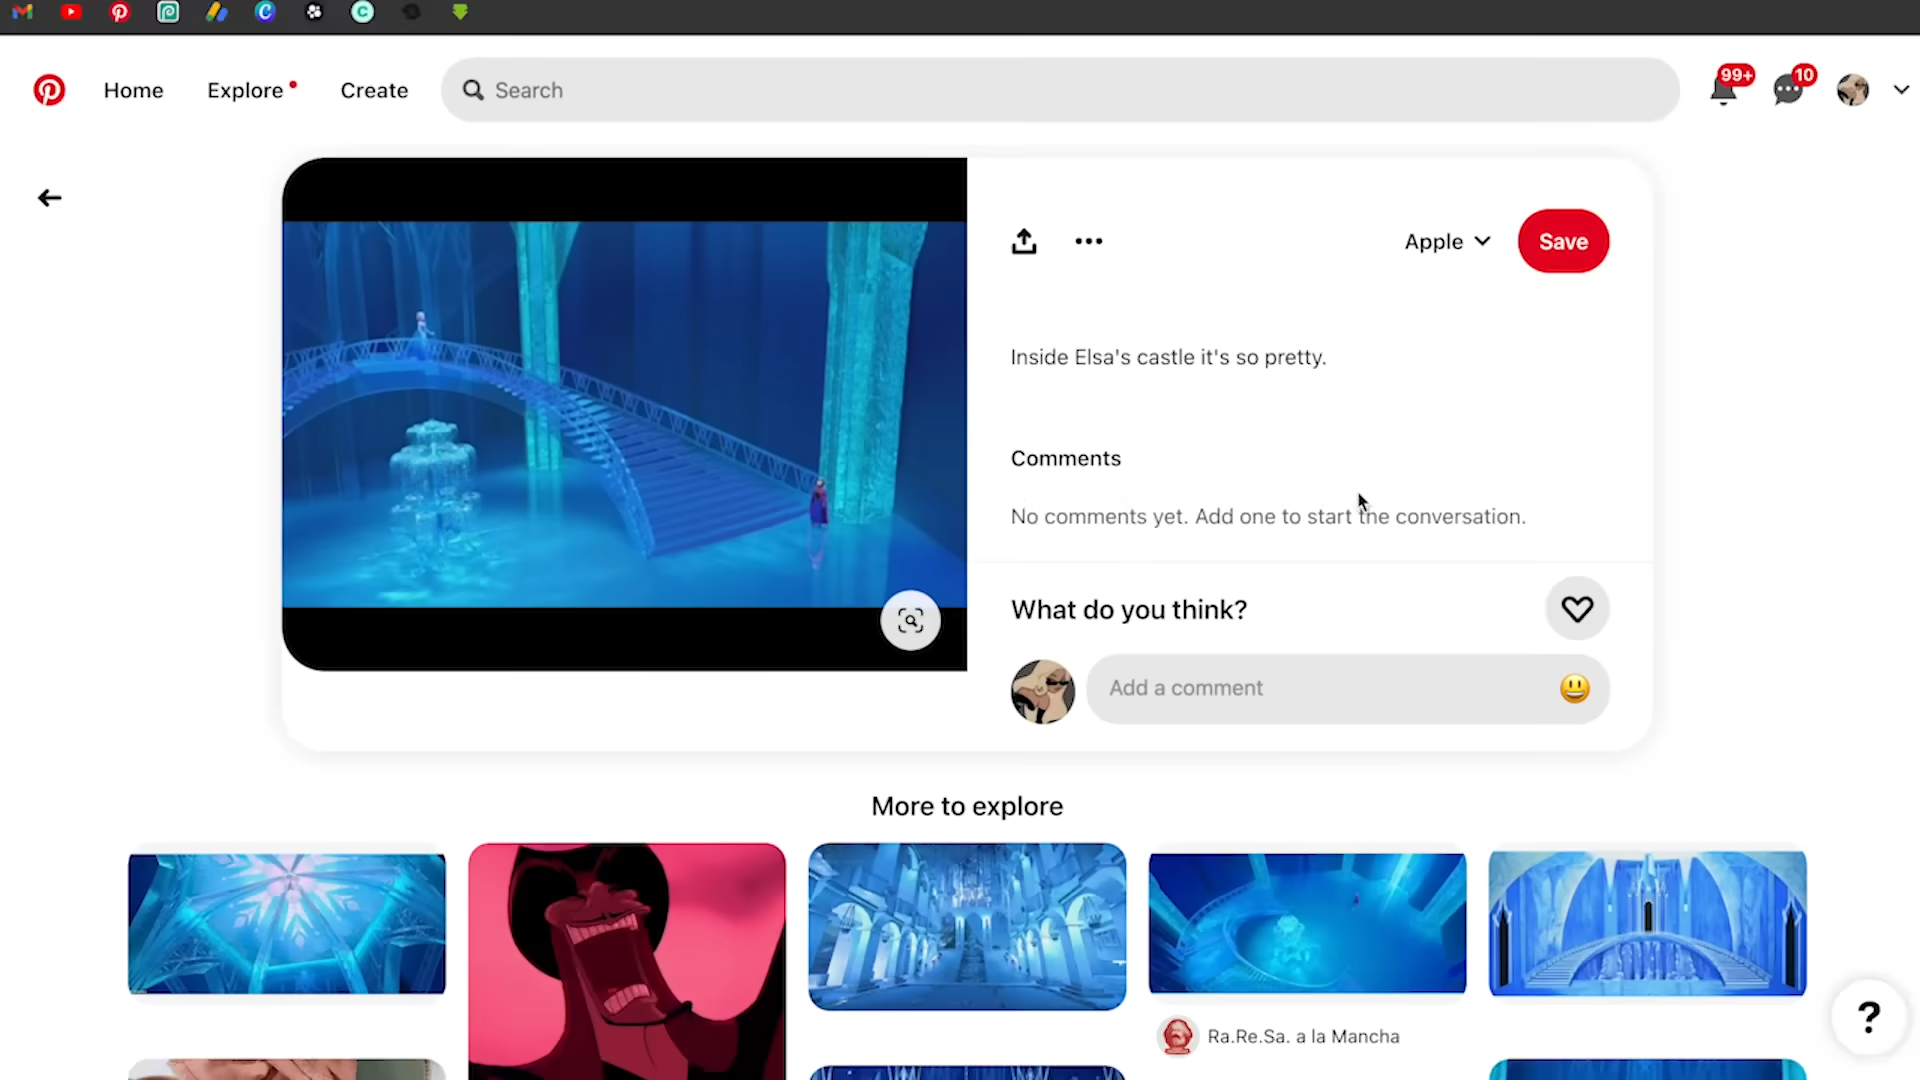 Home
Explore
Create
Search
99+
10
Apple
Save
Inside Elsa's castle it's so pretty.
Comments
No comments yet. Add one to start the conversation.
What do you think?
Add a comment
More to explore
Ra.Re.Sa. a la Mancha
?